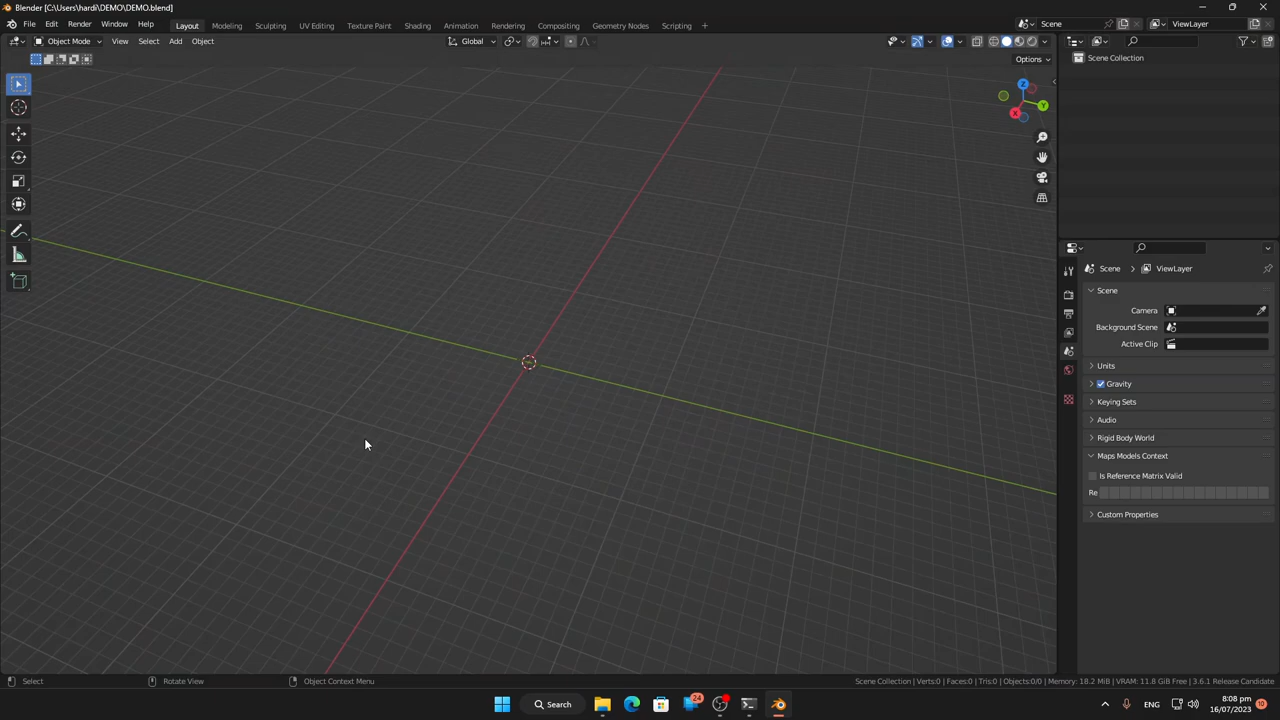 Blender [C:\Users\hardi\DEMO\DEMO.blend]
File Edit Render Window Help Layout Modeling Sculpting UV Editing Texture Paint Shading Animation Rendering Compositing Geometry Nodes Scripting + Scene ViewLayer
Object Mode View Select Add Object Global
Options
Scene Collection
Z
Y
X
Scene > ViewLayer
Scene
Camera
Background Scene
Active Clip
Units
Gravity
Keying Sets
Audio
Rigid Body World
Maps Models Context
Is Reference Matrix Valid
Re
Custom Properties
Select Rotate View Object Context Menu Scene Collection | Verts:0 | Faces:0 | Tris:0 | Objects:0/0 | Memory: 18.2 MiB | VRAM: 11.8 GiB Free | 3.6.1 Release Candidate
Search 24 ENG 8:08 pm
16/07/2023 10